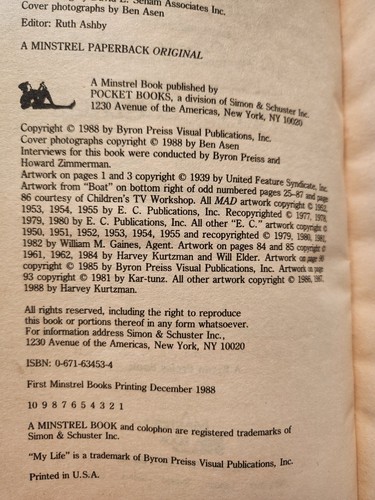 Senam Associates Inc.
Cover photographs by Ben Asen
Editor: Ruth Ashby
A MINSTREL PAPERBACK ORIGINAL
A Minstrel Book published by
POCKET BOOKS, a division of Simon & Schuster Inc.
1230 Avenue of the Americas, New York, NY 10020
Copyright © 1988 by Byron Preiss Visual Publications, Inc.
Cover photographs copyright © 1988 by Ben Asen
Interviews for this book were conducted by Byron Preiss and
Howard Zimmerman.
Artwork on pages 1 and 3 copyright © 1939 by United Feature Syndicate, Inc.
Artwork from "Boat" on bottom right of odd numbered pages 25–87 and page
86 courtesy of Children's TV Workshop. All MAD artwork copyright © 1952,
1953, 1954, 1955 by E. C. Publications, Inc. Recopyrighted © 1977, 1978,
1979, 1980 by E. C. Publications, Inc. All other "E. C." artwork copyright ©
1950, 1951, 1952, 1953, 1954, 1955 and recopyrighted © 1979, 1980, 1981,
1982 by William M. Gaines, Agent. Artwork on pages 84 and 85 copyright ©
1961, 1962, 1984 by Harvey Kurtzman and Will Elder. Artwork on page
copyright © 1985 by Byron Preiss Visual Publications, Inc. Artwork on page
93 copyright © 1981 by Kar-tunz. All other artwork copyright © 1986, 1987,
1988 by Harvey Kurtzman.
All rights reserved, including the right to reproduce
this book or portions thereof in any form whatsoever.
For information address Simon & Schuster Inc.,
1230 Avenue of the Americas, New York, NY 10020
ISBN: 0-671-63453-4
First Minstrel Books Printing December 1988
10 9 8 7 6 5 4 3 2 1
A MINSTREL BOOK and colophon are registered trademarks of
Simon & Schuster Inc.
"My Life" is a trademark of Byron Preiss Visual Publications, Inc.
Printed in U.S.A.